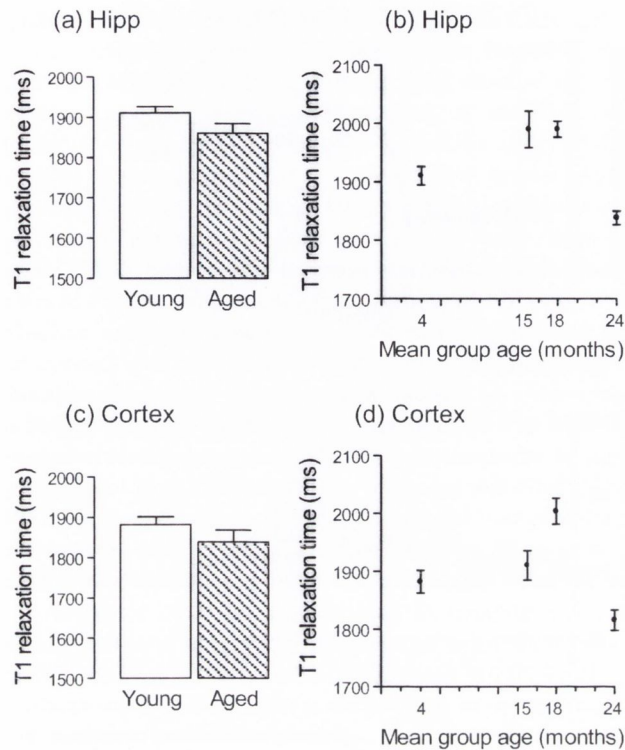 (a) Hipp
T1 relaxation time (ms)
2000
1900
1800
1700
1600
1500
Young Aged
(b) Hipp
T1 relaxation time (ms)
2100
2000
1900
1800
1700
4 15 18 24
Mean group age (months)
(c) Cortex
T1 relaxation time (ms)
2000
1900
1800
1700
1600
1500
Young Aged
(d) Cortex
T1 relaxation time (ms)
2100
2000
1900
1800
1700
4 15 18 24
Mean group age (months)